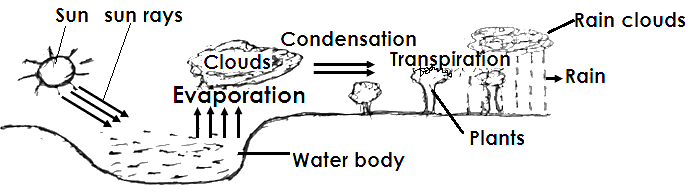 Sun
sun rays
Rain clouds
Condensation
Clouds
Transpiration
Rain
Evaporation
Plants
Water body